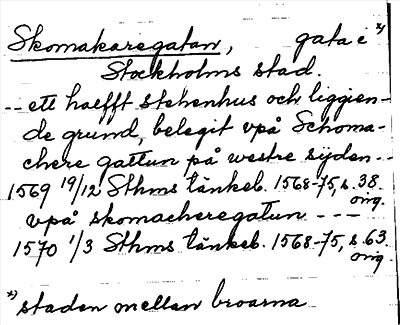 Skomakaregatan, gata i x)
Stockholms stad.
-- ett haefft stehenhus och liggien-
de grund, belegit vpå Schoma-
chere gattun på westre sijden --
1569 19/12 Sthms tänkeb. 1568-75, s. 38.
orig.
vpå skomacheregatun ---
1570 1/3 Sthms tänkeb. 1568-75, s. 63
orig.
x) staden mellan broarna